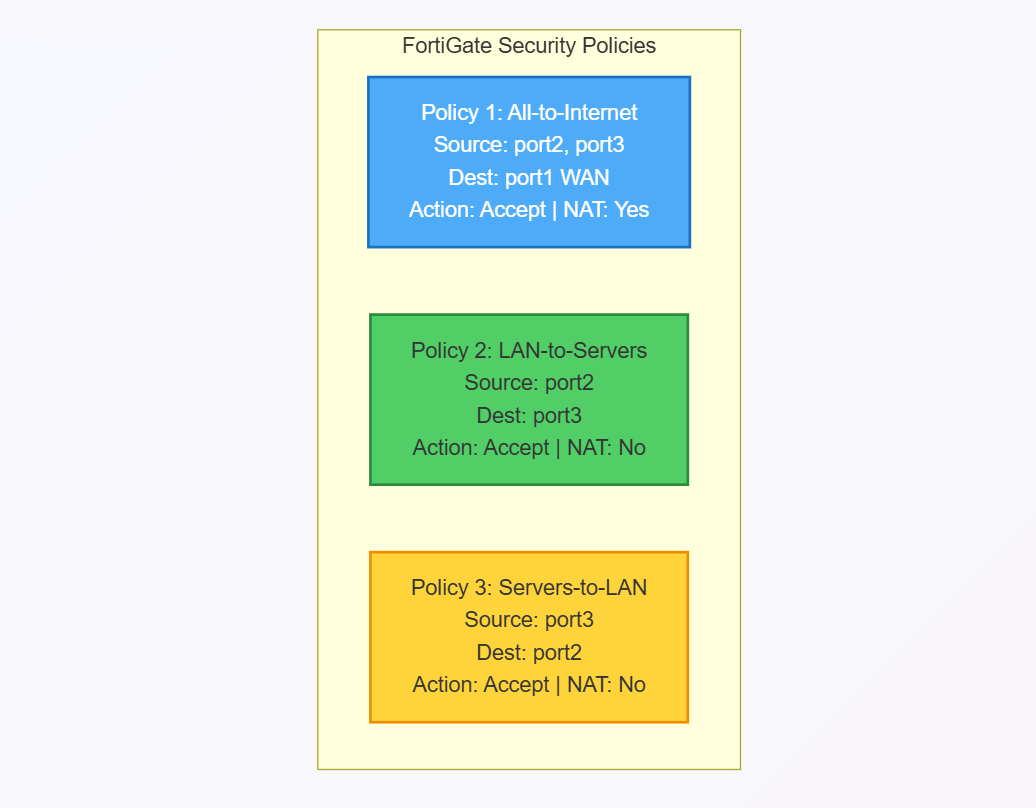 FortiGate Security Policies
Policy 1: All-to-Internet
Source: port2, port3
Dest: port1 WAN
Action: Accept | NAT: Yes
Policy 2: LAN-to-Servers
Source: port2
Dest: port3
Action: Accept | NAT: No
Policy 3: Servers-to-LAN
Source: port3
Dest: port2
Action: Accept | NAT: No